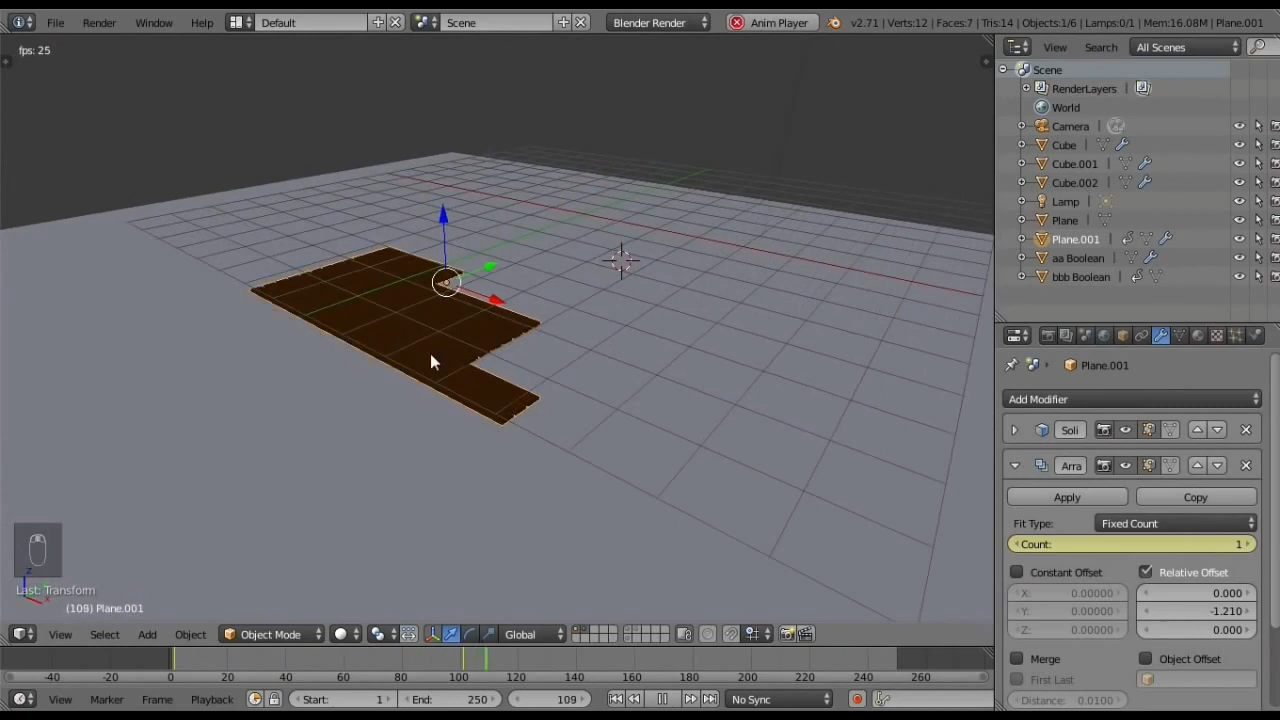 File Render Window Help Default Scene Blender Render Anim Player v2.71 | Verts:12 | Faces:7 | Tris:14 | Objects:1/6 | Lamps:0/1 | Mem:16.08M | Plane.001
fps: 25
View Search All Scenes
Scene
RenderLayers |
World
Camera |
Cube |
Cube.001 |
Cube.002 |
Lamp |
Plane |
Plane.001 |
aa Boolean |
bbb Boolean |
Plane.001
Add Modifier
Soli
Arra
Apply Copy
Fit Type: Fixed Count
Count: 1
Constant Offset Relative Offset
X: 0.00000 0.000
Y: 0.00000 -1.210
Z: 0.00000 0.000
Merge Object Offset
First Last
Distance: 0.0100
z
Last: Transform
(109) Plane.001
View Select Add Object Object Mode Global
-40 -20 0 20 40 60 80 100 120 140 160 180 200 220 240 260
View Marker Frame Playback Start: 1 End: 250 109 No Sync